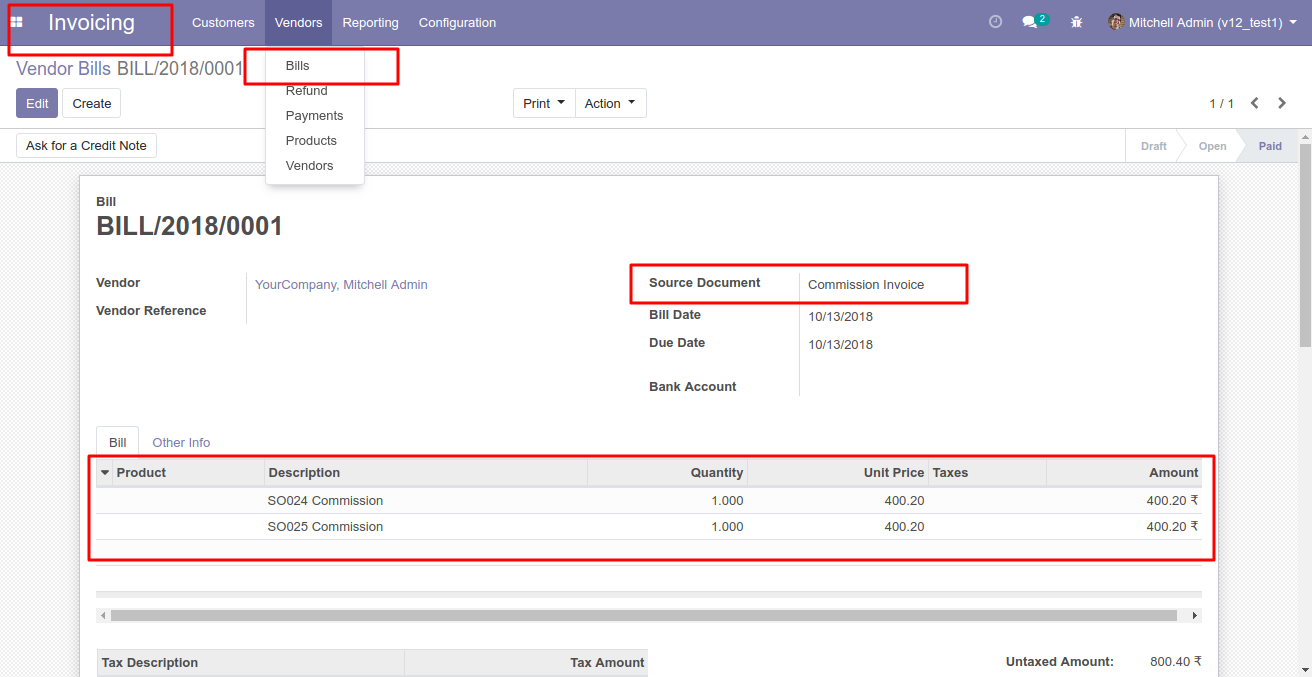 Invoicing Customers Vendors Reporting Configuration 2 Mitchell Admin (v12_test1)
Vendor Bills BILL/2018/0001
Bills
Refund
Payments
Products
Vendors
Edit Create Print Action 1 / 1
Ask for a Credit Note Draft Open Paid
Bill
BILL/2018/0001
Vendor YourCompany, Mitchell Admin Source Document Commission Invoice
Vendor Reference Bill Date 10/13/2018
Due Date 10/13/2018
Bank Account
Bill Other Info
Product Description Quantity Unit Price Taxes Amount
SO024 Commission 1.000 400.20 400.20 ₹
SO025 Commission 1.000 400.20 400.20 ₹
Tax Description Tax Amount Untaxed Amount: 800.40 ₹